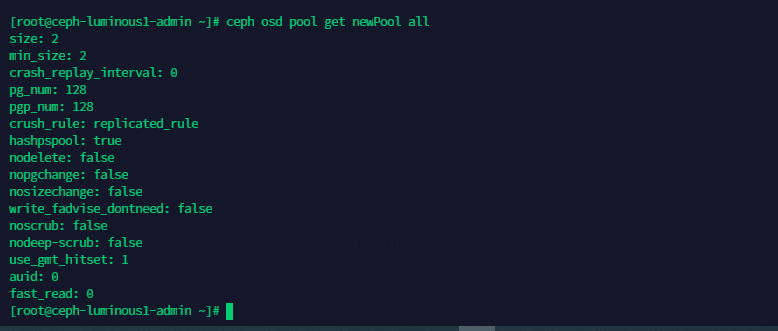 [root@ceph-luminous1-admin ~]# ceph osd pool get newPool all
size: 2
min_size: 2
crash_replay_interval: 0
pg_num: 128
pgp_num: 128
crush_rule: replicated_rule
hashpspool: true
nodelete: false
nopgchange: false
nosizechange: false
write_fadvise_dontneed: false
noscrub: false
nodeep-scrub: false
use_gmt_hitset: 1
auid: 0
fast_read: 0
[root@ceph-luminous1-admin ~]#